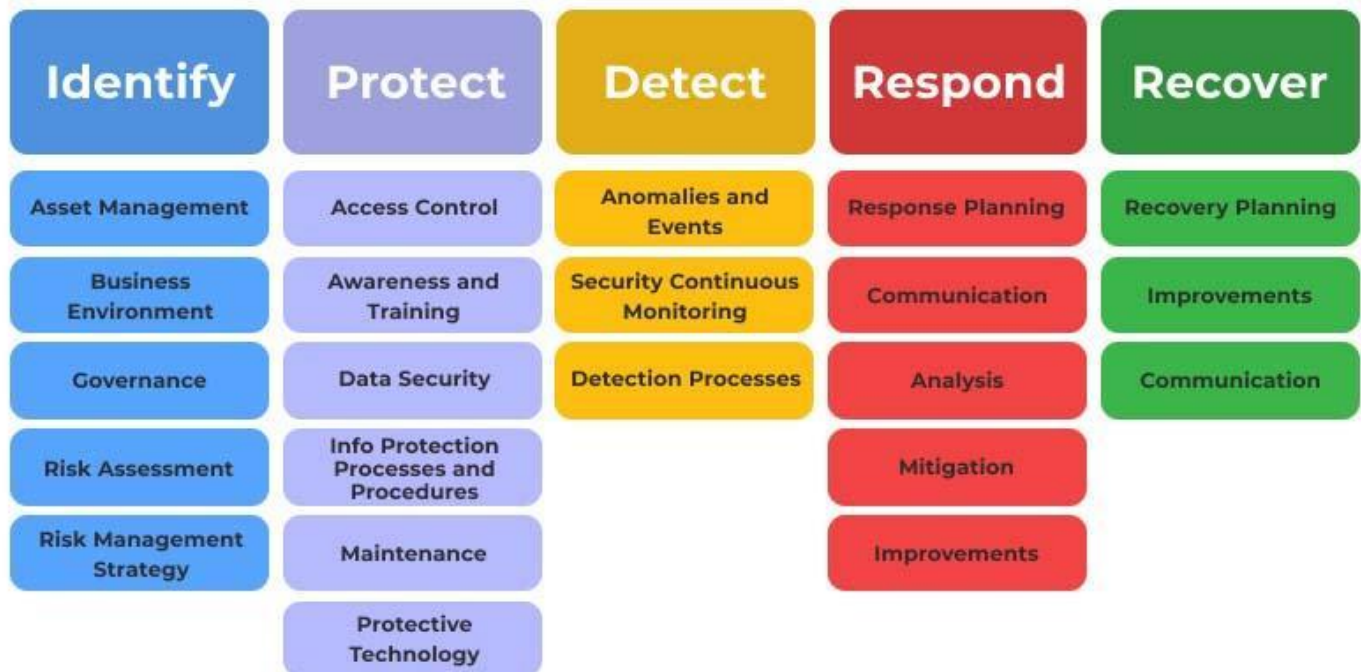 Identify
Protect
Detect
Respond
Recover
Asset Management
Business
Environment
Governance
Risk Assessment
Risk Management
Strategy
Access Control
Awareness and
Training
Data Security
Info Protection
Processes and
Procedures
Maintenance
Protective
Technology
Anomalies and
Events
Security Continuous
Monitoring
Detection Processes
Response Planning
Communication
Analysis
Mitigation
Improvements
Recovery Planning
Improvements
Communication